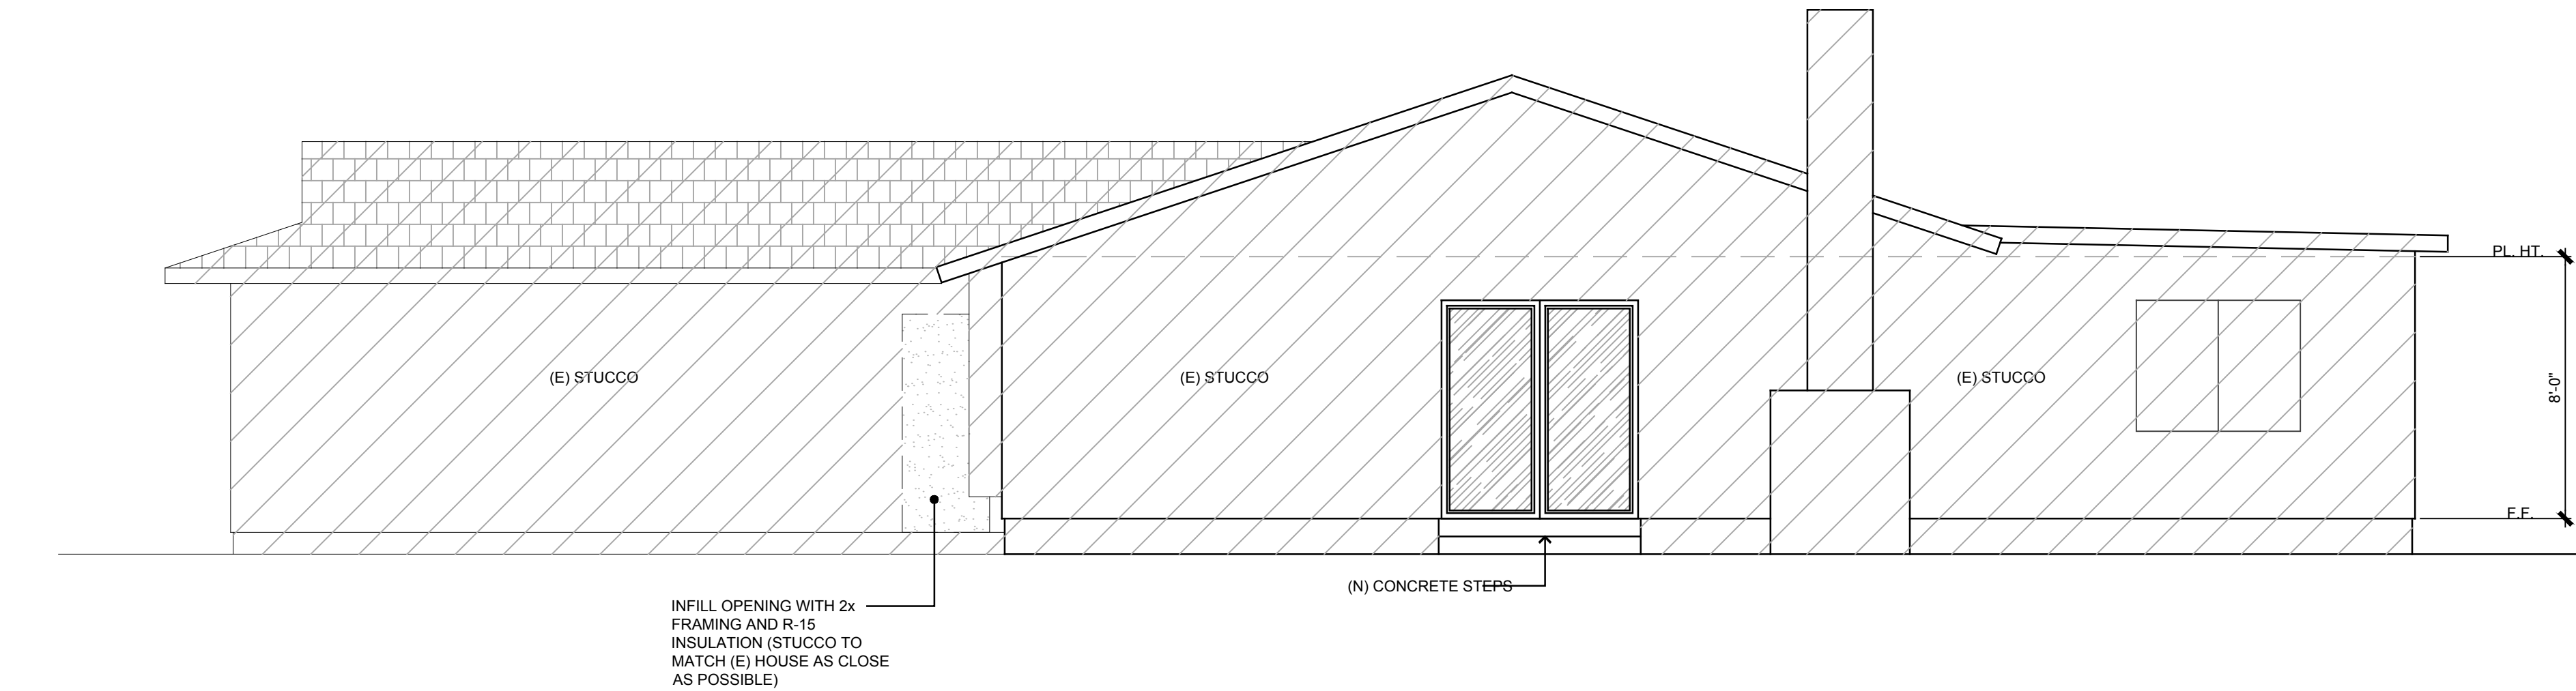 PL. HT.
(E) STUCCO
(E) STUCCO
(E) STUCCO
8'-0"
F.F.
(N) CONCRETE STEPS
INFILL OPENING WITH 2x
FRAMING AND R-15
INSULATION (STUCCO TO
MATCH (E) HOUSE AS CLOSE
AS POSSIBLE)